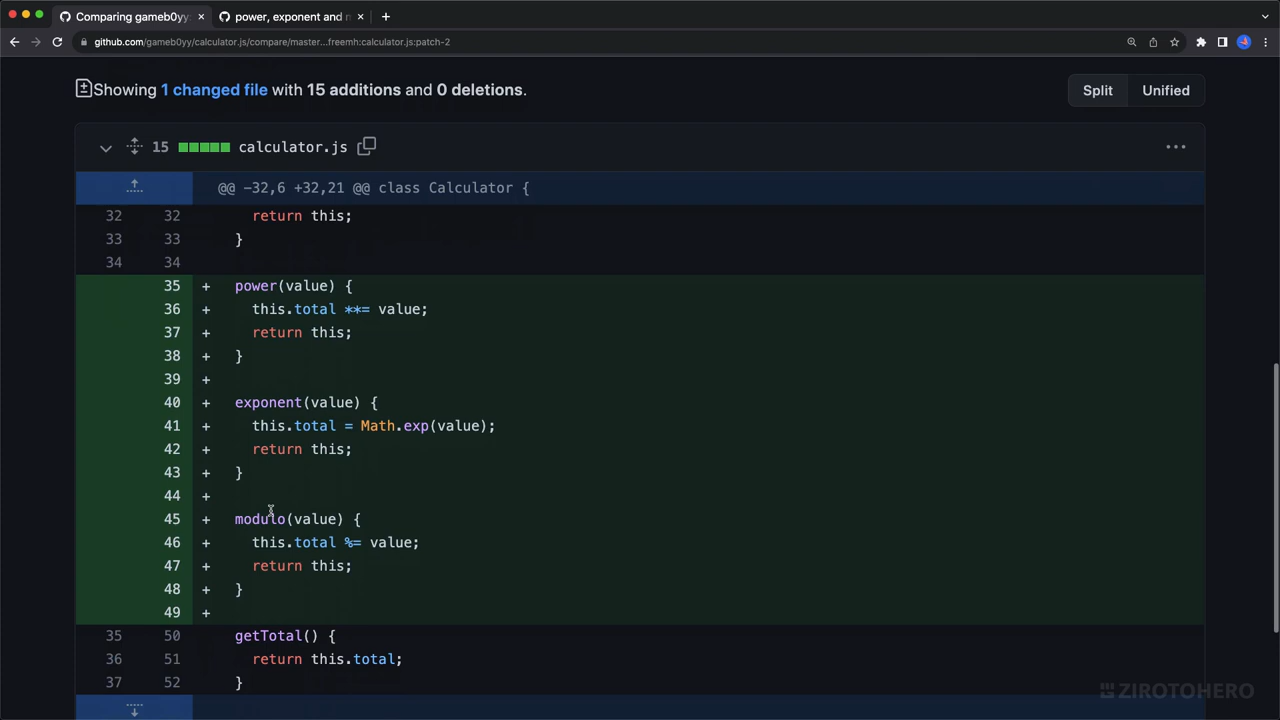 Comparing gameb0yy
power, exponent and
github.com/gameb0yy/calculator.js/compare/master...freemh:calculator.js:patch-2
Showing 1 changed file with 15 additions and 0 deletions.
Split Unified
15 calculator.js
@@ -32,6 +32,21 @@ class Calculator {
32 32 return this;
33 33 }
34 34
35 + power(value) {
36 + this.total **= value;
37 + return this;
38 + }
39 +
40 + exponent(value) {
41 + this.total = Math.exp(value);
42 + return this;
43 + }
44 +
45 + modulo(value) {
46 + this.total %= value;
47 + return this;
48 + }
49 +
35 50 getTotal() {
36 51 return this.total;
37 52 }
ZIROTOHERO